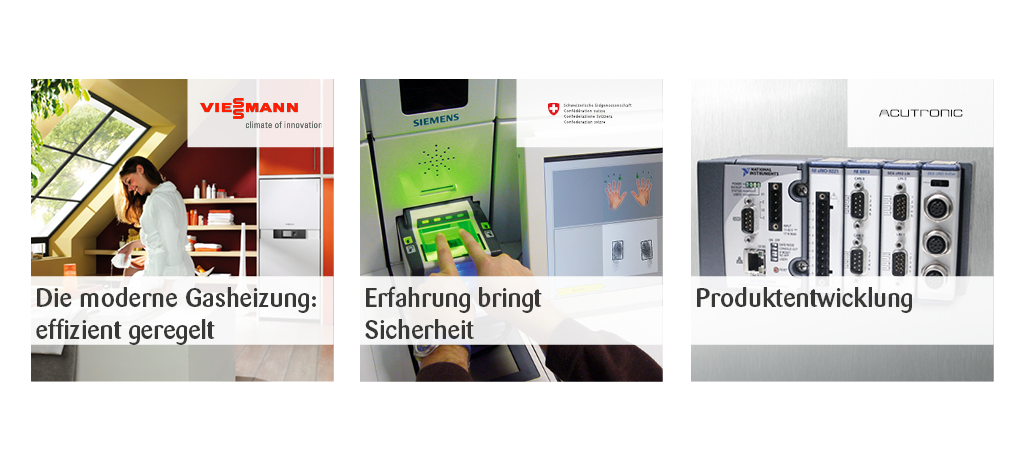 VIESSMANN
climate of innovation
Die moderne Gasheizung:
effizient geregelt
SIEMENS
Schweizerische Eidgenossenschaft
Confédération suisse
Confederazione Svizzera
Confederaziun svizra
Erfahrung bringt
Sicherheit
ACUTRONIC
NATIONAL
INSTRUMENTS
POWER
Produktentwicklung